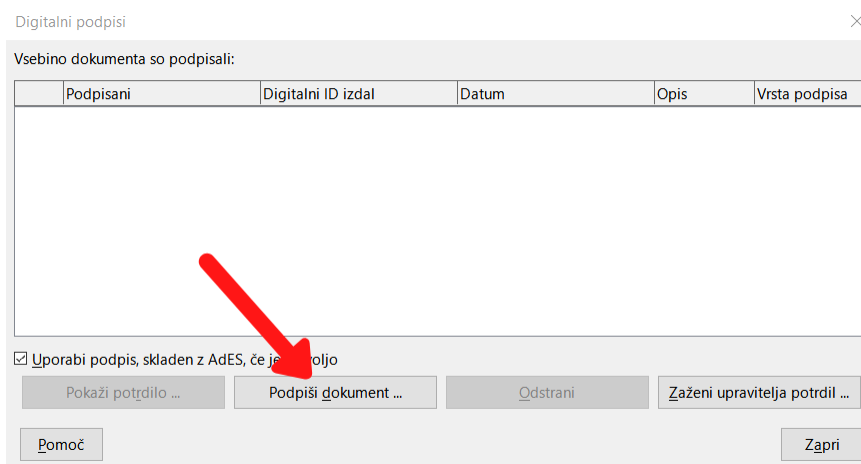 Digitalni podpisi
Vsebino dokumenta so podpisali:
Podpisani Digitalni ID izdal Datum Opis Vrsta podpisa
Uporabi podpis, skladen z AdES, če je voljo
Pokaži potrdilo ... Podpiši dokument ... Odstrani Zaženi upravitelja potrdil ...
Pomoč Zapri